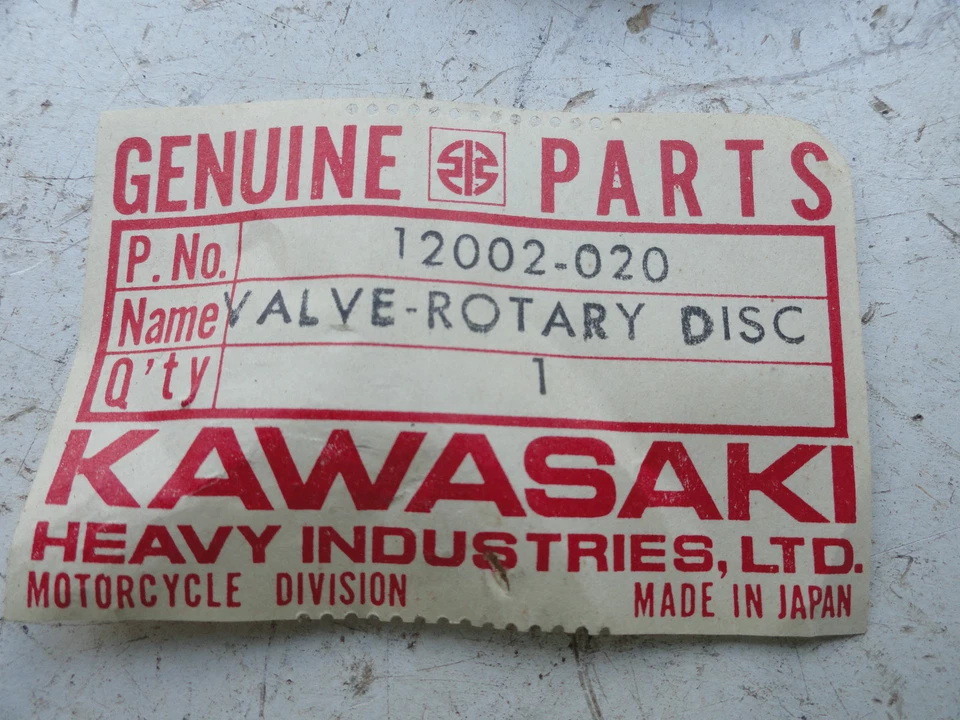 GENUINE PARTS
P. No. 12002-020
Name VALVE-ROTARY DISC
Q'ty 1
KAWASAKI
HEAVY INDUSTRIES, LTD.
MOTORCYCLE DIVISION MADE IN JAPAN